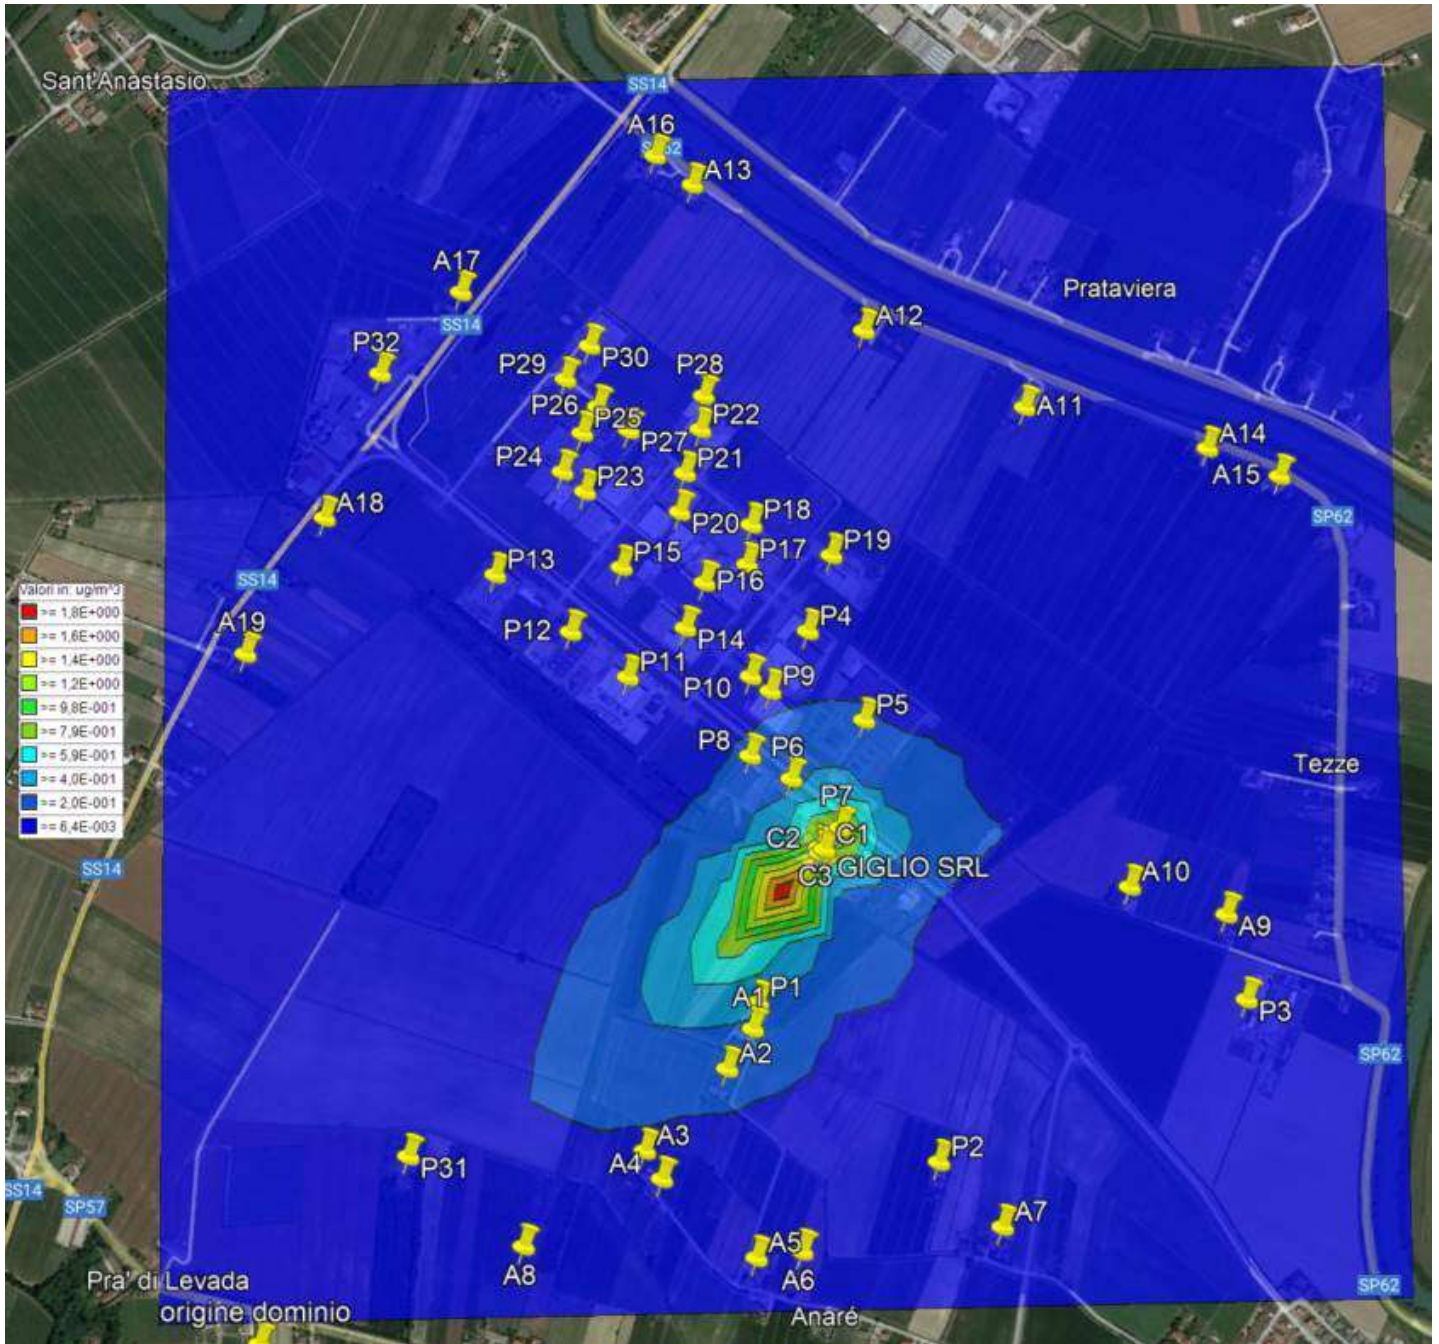 Sant'Anastasio
SS14
A16
SP62
A13
A17
Prataviera
SS14
A12
P32
P30
P29
P28
P26
P25
P22
A11
P27
A14
P24
P21
A15
P23
A18
P20
P18
SP62
P13
P15
P17
P19
P16
SS14
Valori in: ug/m^3
>= 1,8E+000
>= 1,6E+000
>= 1,4E+000
>= 1,2E+000
>= 9,8E-001
>= 7,9E-001
>= 5,9E-001
>= 4,0E-001
>= 2,0E-001
>= 6,4E-003
A19
P12
P14
P4
P11
P10
P9
P5
P8
P6
Tezze
P7
C2
C1
SS14
C3
GIGLIO SRL
A10
A9
P1
A1
P3
A2
SP62
A3
A4
P31
P2
SS14
SP57
A7
A5
A8
A6
Pra' di Levada
SP62
origine dominio
Anaré